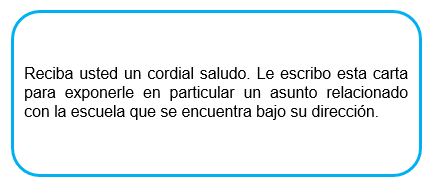 Reciba usted un cordial saludo. Le escribo esta carta
para exponerle en particular un asunto relacionado
con la escuela que se encuentra bajo su dirección.